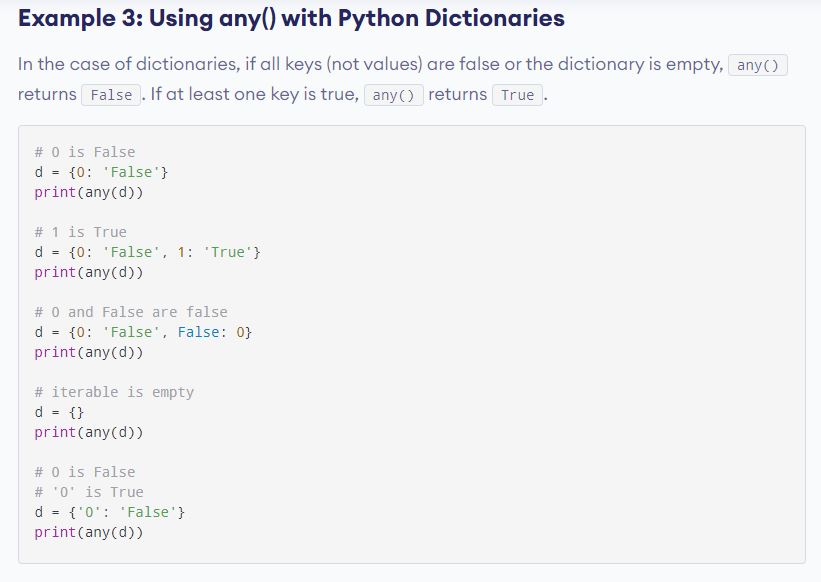 Example 3: Using any() with Python Dictionaries
In the case of dictionaries, if all keys (not values) are false or the dictionary is empty, any()
returns False. If at least one key is true, any() returns True.
# 0 is False
d = {0: 'False'}
print(any(d))
# 1 is True
d = {0: 'False', 1: 'True'}
print(any(d))
# 0 and False are false
d = {0: 'False', False: 0}
print(any(d))
# iterable is empty
d = {}
print(any(d))
# 0 is False
# '0' is True
d = {'0': 'False'}
print(any(d))